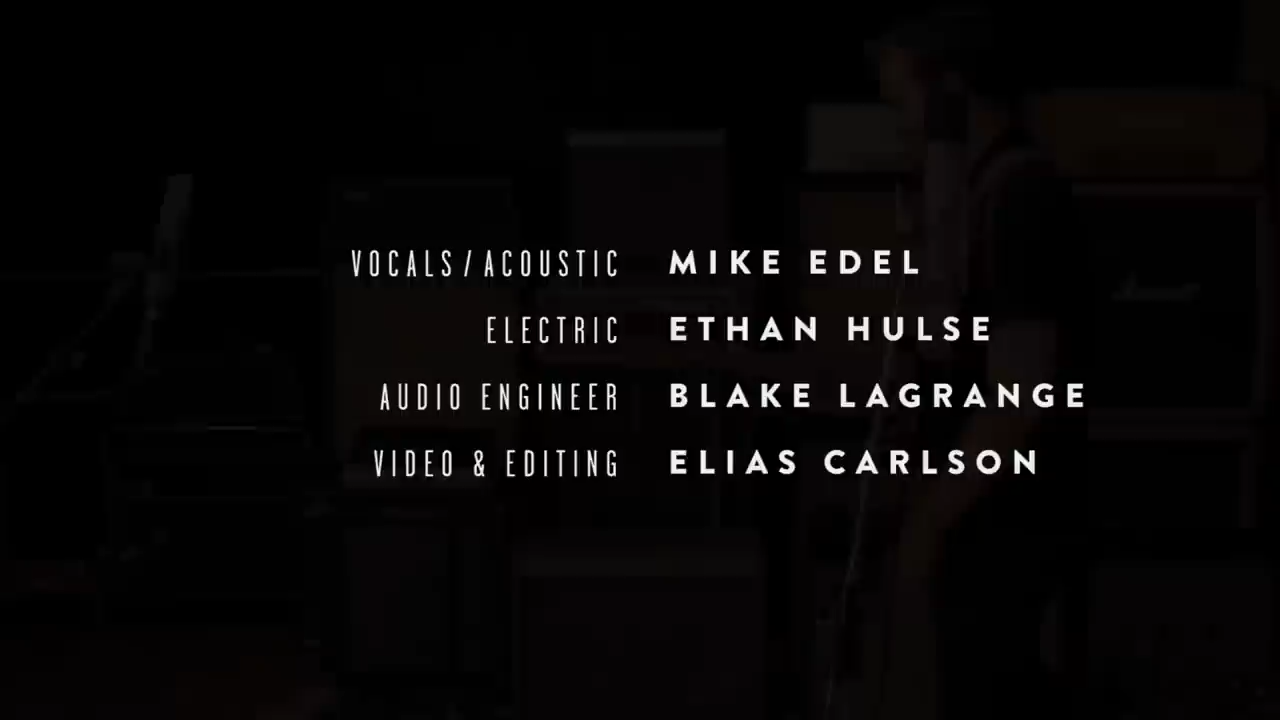 VOCALS/ACOUSTIC MIKE EDEL
ELECTRIC ETHAN HULSE
AUDIO ENGINEER BLAKE LAGRANGE
VIDEO & EDITING ELIAS CARLSON